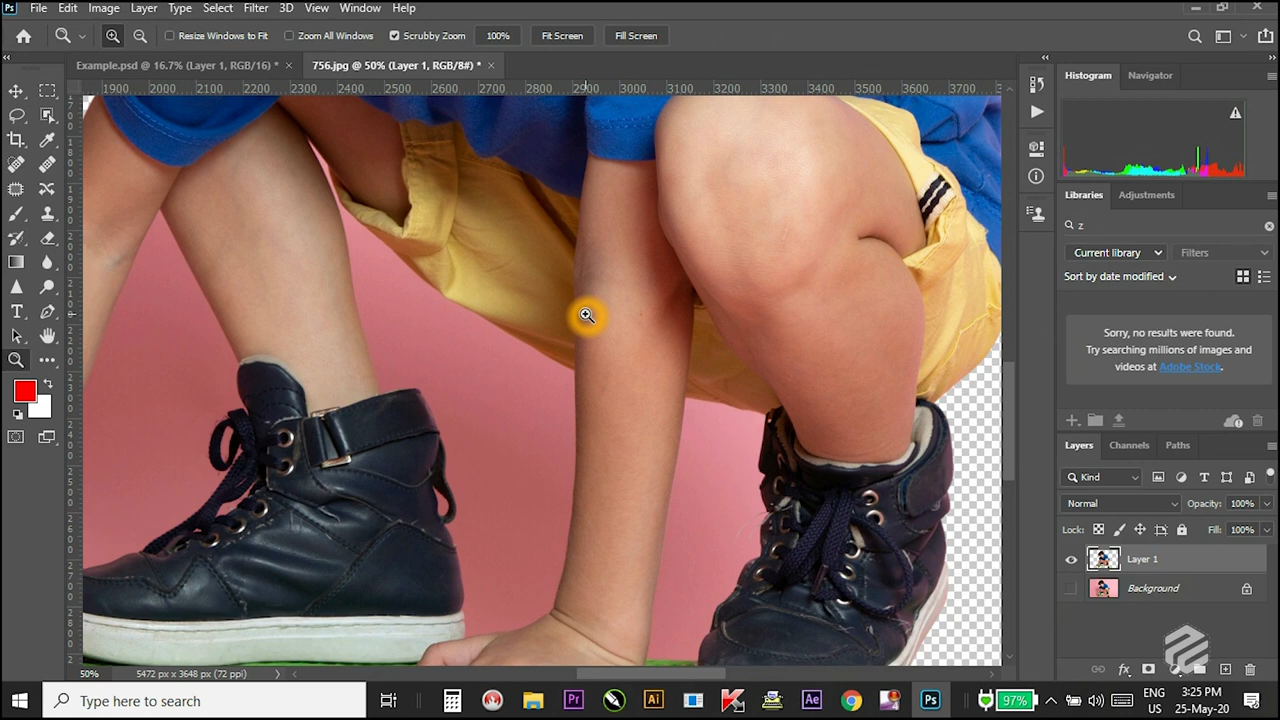 Ps File Edit Image Layer Type Select Filter 3D View Window Help
Resize Windows to Fit Zoom All Windows Scrubby Zoom 100% Fit Screen Fill Screen
Example.psd @ 16.7% (Layer 1, RGB/16) * × 756.jpg @ 50% (Layer 1, RGB/8#) * ×
1900 2000 2100 2200 2300 2400 2500 2600 2700 2800 2900 3000 3100 3200 3300 3400 3500 3600 3700
Histogram Navigator
Libraries Adjustments
z
Current library Filters
Sort by date modified
Sorry, no results were found.
Try searching millions of images and
videos at Adobe Stock.
Layers Channels Paths
Kind
Normal Opacity: 100%
Lock: Fill: 100%
Layer 1
Background
50% 5472 px x 3648 px (72 ppi)
Type here to search
Pr Ai Ae Ps 97% ENG
US
3:25 PM
25-May-20